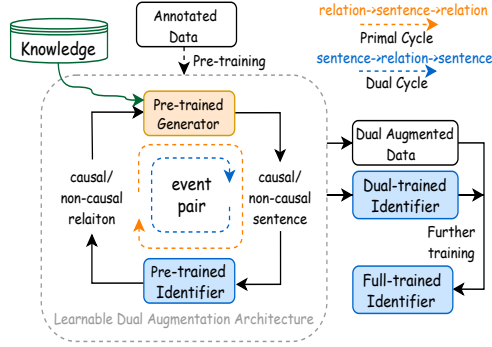 Knowledge
Annotated
Data
Pre-training
relation->sentence->relation
Primal Cycle
sentence->relation->sentence
Dual Cycle
Pre-trained
Generator
causal/
non-causal
relaiton
event
pair
causal/
non-causal
sentence
Pre-trained
Identifier
Learnable Dual Augmentation Architecture
Dual Augmented
Data
Dual-trained
Identifier
Further
training
Full-trained
Identifier